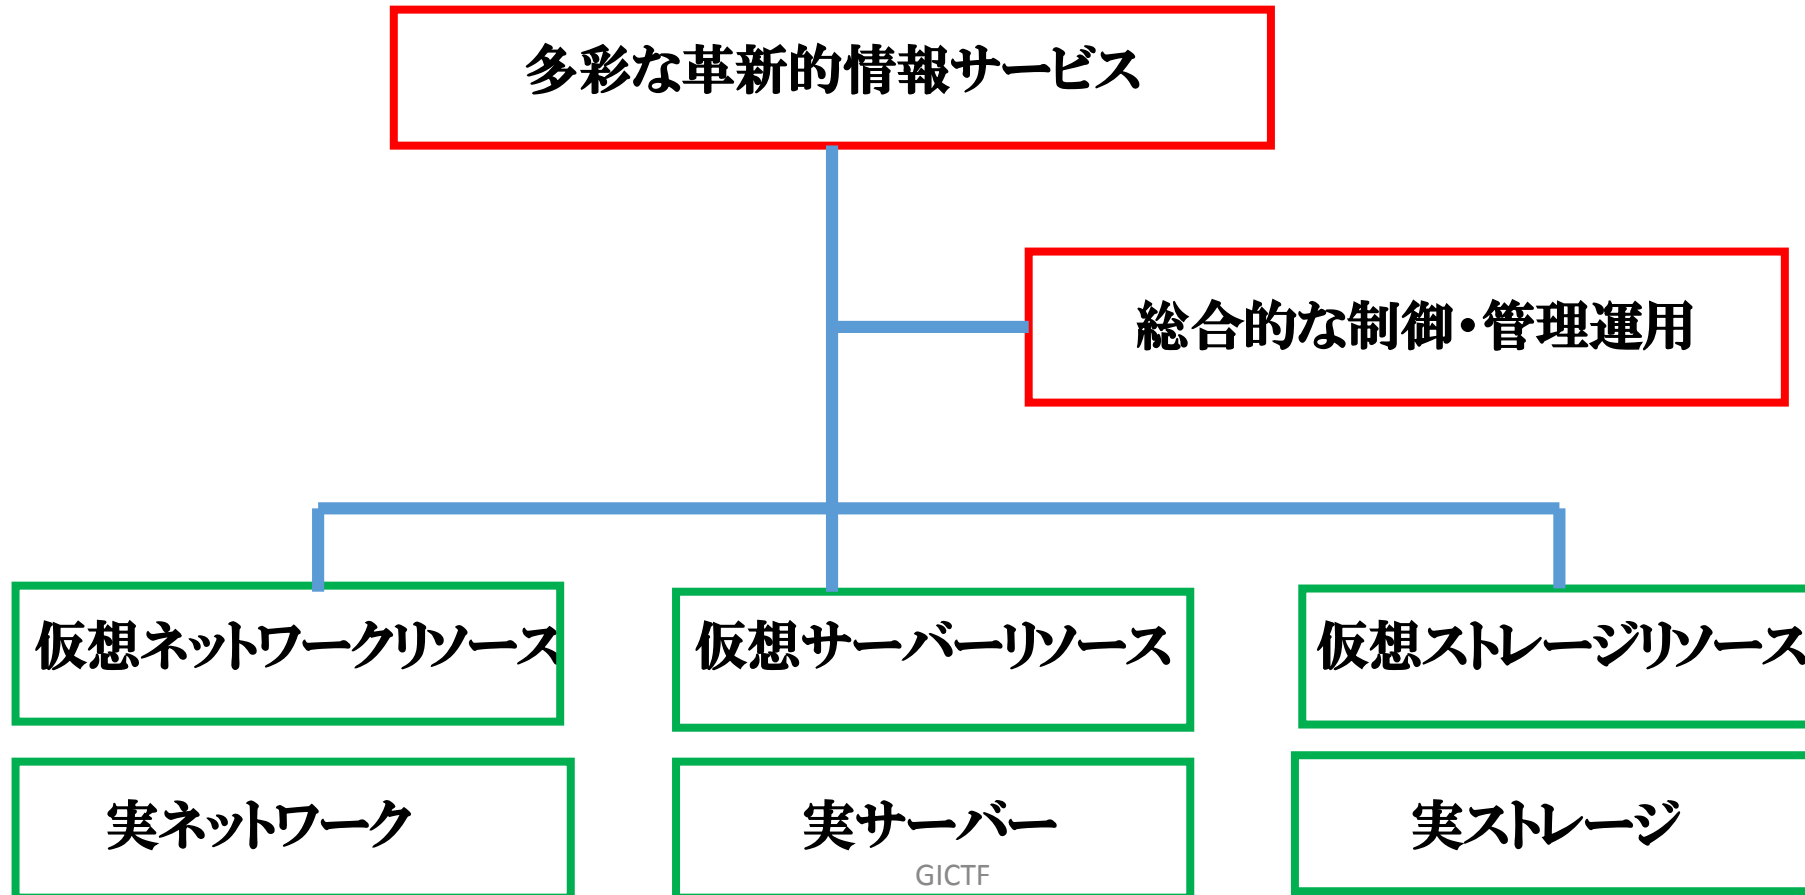 多彩な革新的情報サービス
総合的な制御・管理運用
仮想ネットワークリソース
仮想サーバーリソース
仮想ストレージリソース
実ネットワーク
実サーバー
実ストレージ
GICTF